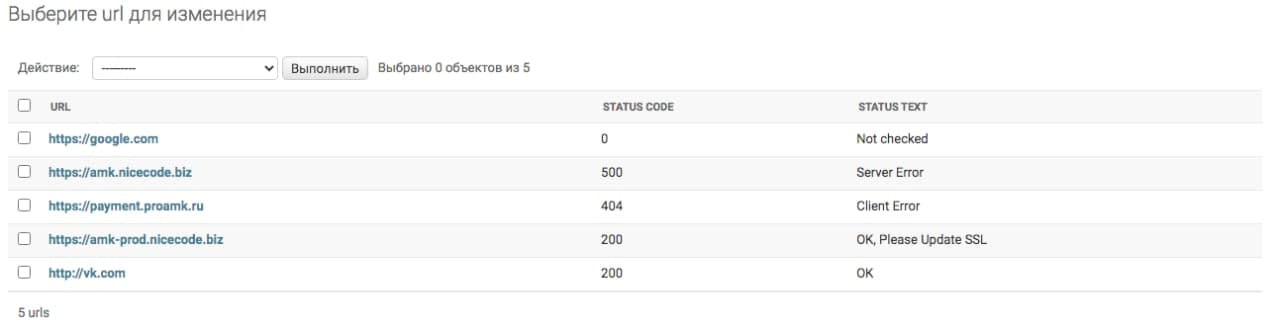 Выберите url для изменения
Действие: --------- Выполнить Выбрано 0 объектов из 5
URL STATUS CODE STATUS TEXT
https://google.com 0 Not checked
https://amk.nicecode.biz 500 Server Error
https://payment.proamk.ru 404 Client Error
https://amk-prod.nicecode.biz 200 OK, Please Update SSL
http://vk.com 200 OK
5 urls